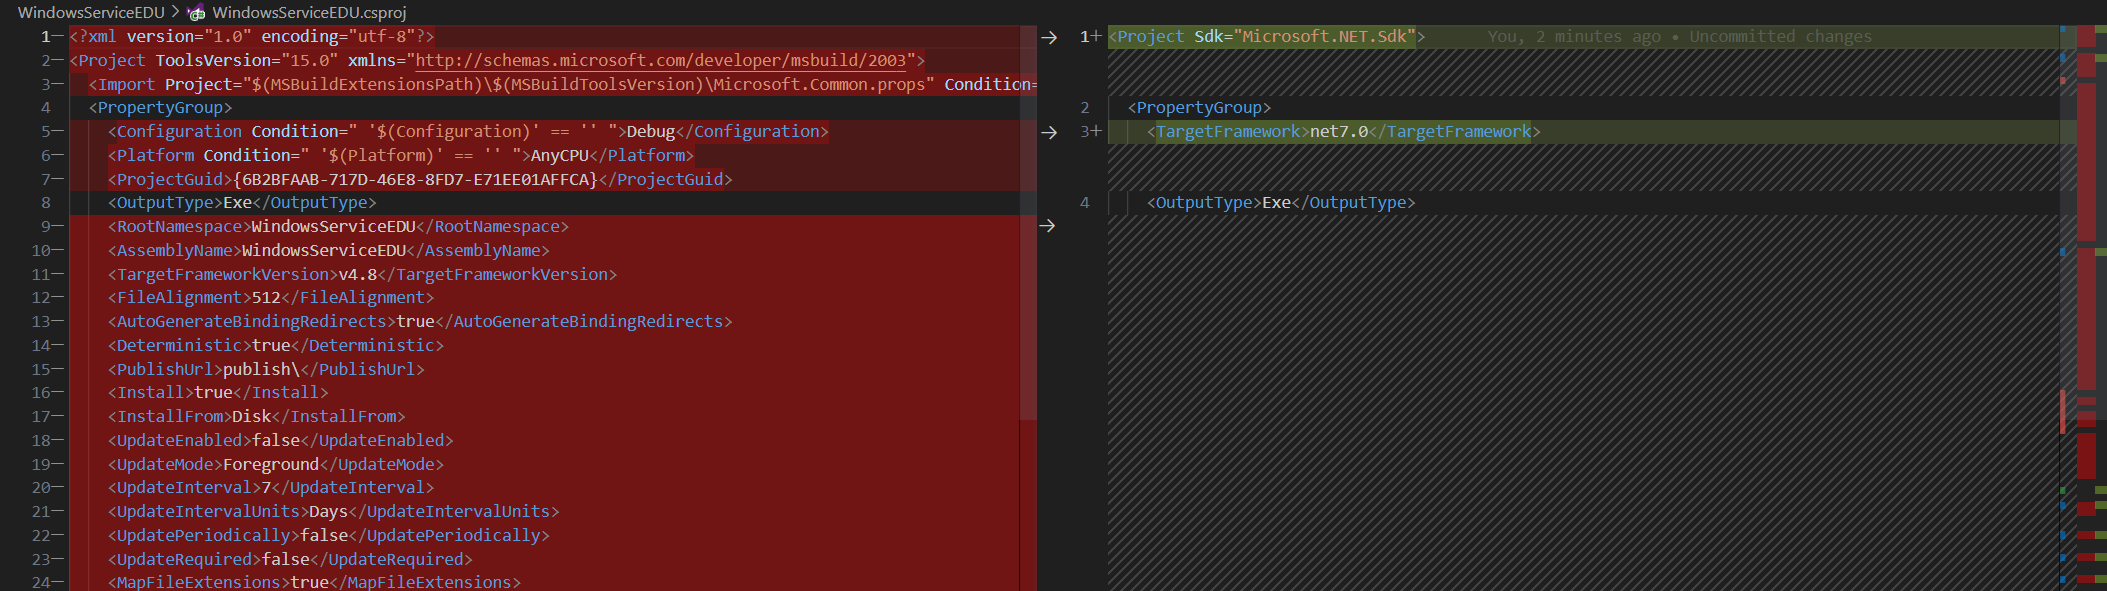 WindowsServiceEDU > WindowsServiceEDU.csproj
1 <?xml version="1.0" encoding="utf-8"?>
2 <Project ToolsVersion="15.0" xmlns="http://schemas.microsoft.com/developer/msbuild/2003">
3 <Import Project="$(MSBuildExtensionsPath)\$(MSBuildToolsVersion)\Microsoft.Common.props" Condition=
4 <PropertyGroup>
5 <Configuration Condition=" '$(Configuration)' == '' ">Debug</Configuration>
6 <Platform Condition=" '$(Platform)' == '' ">AnyCPU</Platform>
7 <ProjectGuid>{6B2BFAAB-717D-46E8-8FD7-E71EE01AFFCA}</ProjectGuid>
8 <OutputType>Exe</OutputType>
9 <RootNamespace>WindowsServiceEDU</RootNamespace>
10 <AssemblyName>WindowsServiceEDU</AssemblyName>
11 <TargetFrameworkVersion>v4.8</TargetFrameworkVersion>
12 <FileAlignment>512</FileAlignment>
13 <AutoGenerateBindingRedirects>true</AutoGenerateBindingRedirects>
14 <Deterministic>true</Deterministic>
15 <PublishUrl>publish\</PublishUrl>
16 <Install>true</Install>
17 <InstallFrom>Disk</InstallFrom>
18 <UpdateEnabled>false</UpdateEnabled>
19 <UpdateMode>Foreground</UpdateMode>
20 <UpdateInterval>7</UpdateInterval>
21 <UpdateIntervalUnits>Days</UpdateIntervalUnits>
22 <UpdatePeriodically>false</UpdatePeriodically>
23 <UpdateRequired>false</UpdateRequired>
24 <MapFileExtensions>true</MapFileExtensions>
1+ <Project Sdk="Microsoft.NET.Sdk"> You, 2 minutes ago • Uncommitted changes
2 <PropertyGroup>
3+ <TargetFramework>net7.0</TargetFramework>
4 <OutputType>Exe</OutputType>